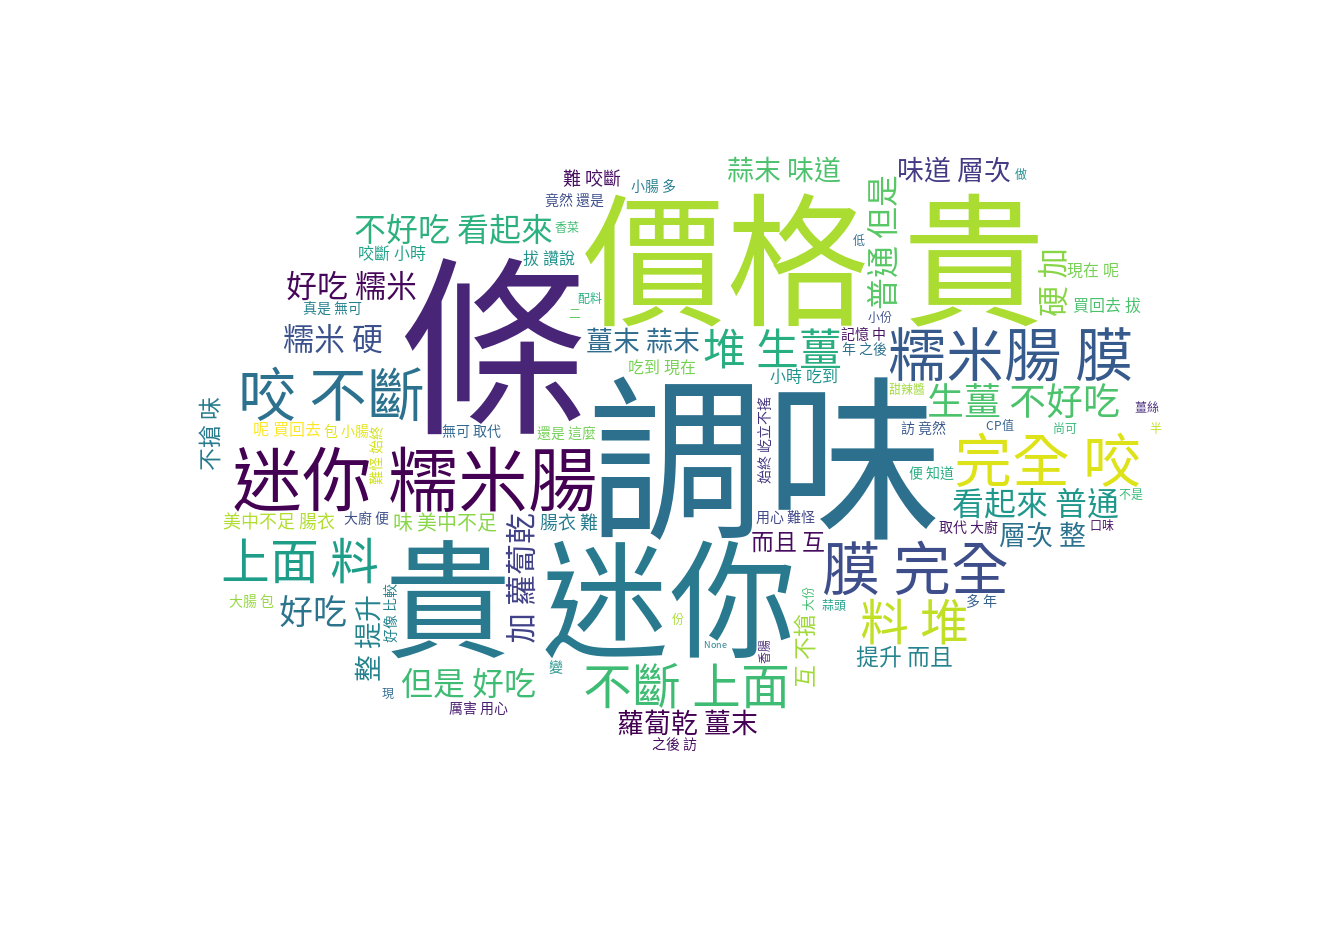 蒜末 味道
味道 層次
難 咬斷
小腸 多
做
竟然 還是
價格 貴
普通 但是
不好吃 看起來
香菜
低
咬斷 小時
拔 讚說
條
硬 加
現在 呢
好吃 糯米
配料
買回去 拔
真是 無可
二
小份
糯米 硬
薑末 蒜末
堆 生薑
記憶 中
年 之後
糯米腸 膜
吃到 現在
小時 吃到
咬 不斷
調味
甜辣醬
生薑 不好吃
薑絲
不搶 味
呢 買回去
包 小腸
難怪 始終
無可 取代
還是 這麼
始終 屹立不搖
訪 竟然
CP值
尚可
半
迷你 糯米腸
完全 咬
便 知道
看起來 普通
不是
美中不足 腸衣
大廚 便
味 美中不足
腸衣 難
用心 難怪
取代 大廚
口味
而且 互
層次 整
上面 料
貴
加 蘿蔔乾
迷你
膜 完全
大腸 包
好吃
整 提升
好像 比較
份
大份
蒜頭
料 堆
多 年
互 不搶
None
香腸
提升 而且
變
但是 好吃
不斷 上面
現
厲害 用心
蘿蔔乾 薑末
之後 訪